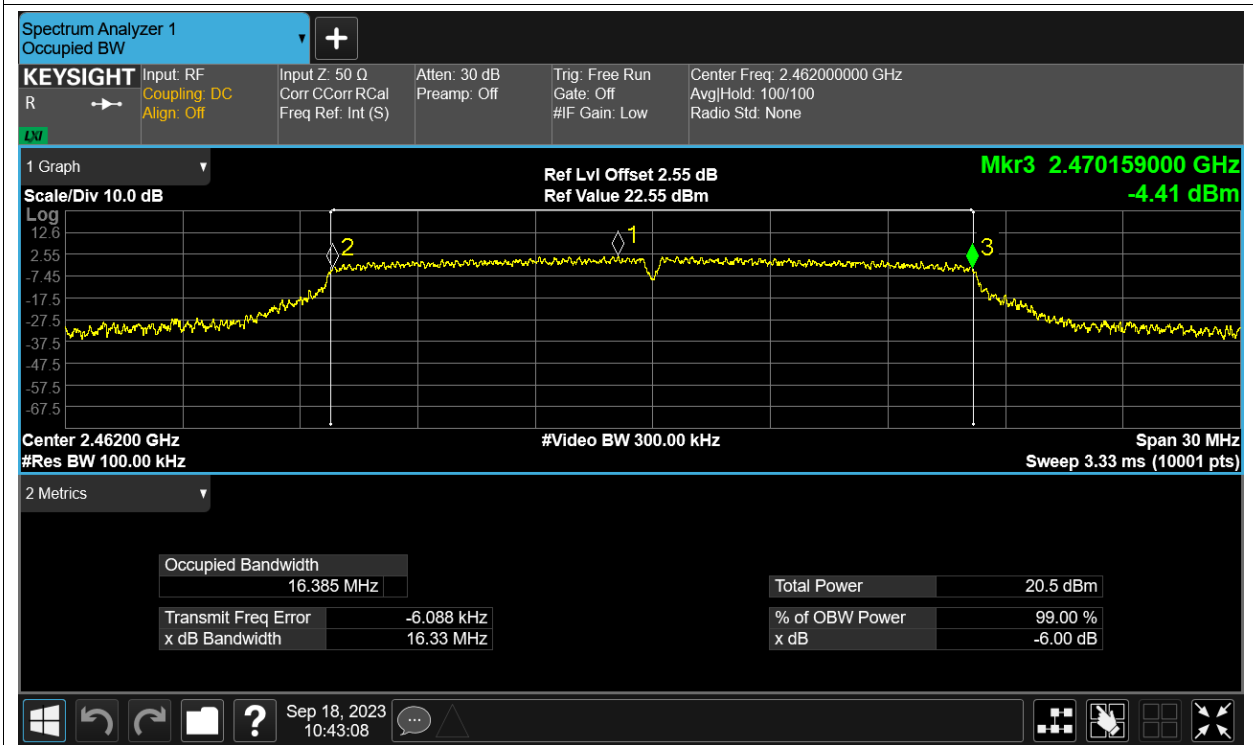 Spectrum Analyzer 1
Occupied BW
KEYSIGHT
R
LXI
Input: RF
Coupling: DC
Align: Off
Input Z: 50 Ω
Corr CCorr RCal
Freq Ref: Int (S)
Atten: 30 dB
Preamp: Off
Trig: Free Run
Gate: Off
#IF Gain: Low
Center Freq: 2.462000000 GHz
Avg|Hold: 100/100
Radio Std: None
1 Graph
Scale/Div 10.0 dB
Ref Lvl Offset 2.55 dB
Ref Value 22.55 dBm
Mkr3 2.470159000 GHz
-4.41 dBm
Log
12.6
2.55
-7.45
-17.5
-27.5
-37.5
-47.5
-57.5
-67.5
2
1
3
Center 2.46200 GHz
#Res BW 100.00 kHz
#Video BW 300.00 kHz
Span 30 MHz
Sweep 3.33 ms (10001 pts)
2 Metrics
Occupied Bandwidth
16.385 MHz
Transmit Freq Error -6.088 kHz
x dB Bandwidth 16.33 MHz
Total Power 20.5 dBm
% of OBW Power 99.00 %
x dB -6.00 dB
?
Sep 18, 2023
10:43:08